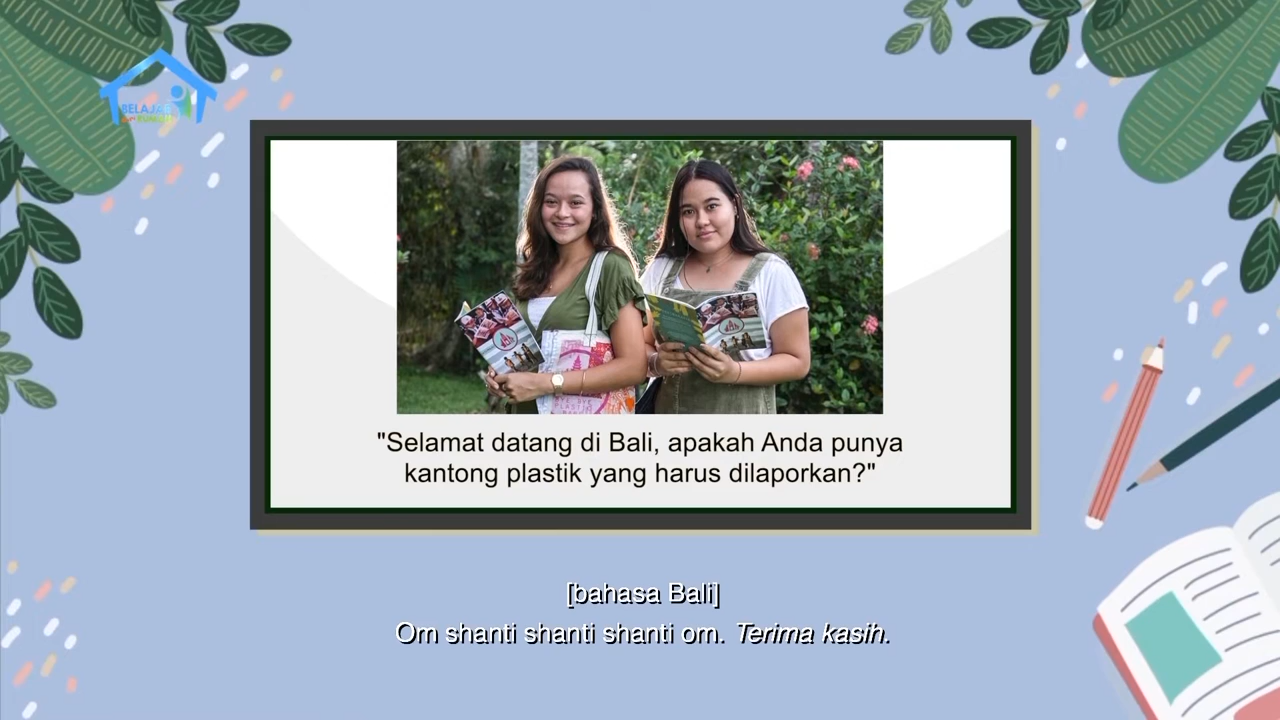 BELAJAR
"Selamat datang di Bali, apakah Anda punya
kantong plastik yang harus dilaporkan?"
[bahasa Bali]
Om shanti shanti shanti om. Terima kasih.